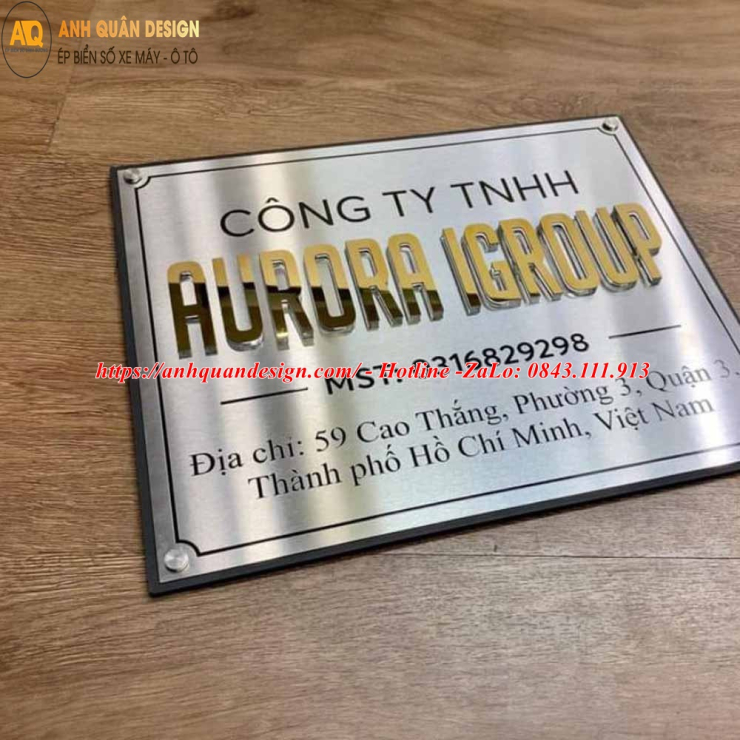 AQ
ANH QUÂN DESIGN
ÉP BIỂN SỐ XE MÁY - Ô TÔ
CÔNG TY TNHH
AURORA IGROUP
MST: 0316829298
https://anhquandesign.com/ - Hotline -ZaLo: 0843.111.913
Địa chỉ: 59 Cao Thắng, Phường 3, Quận 3,
Thành phố Hồ Chí Minh, Việt Nam